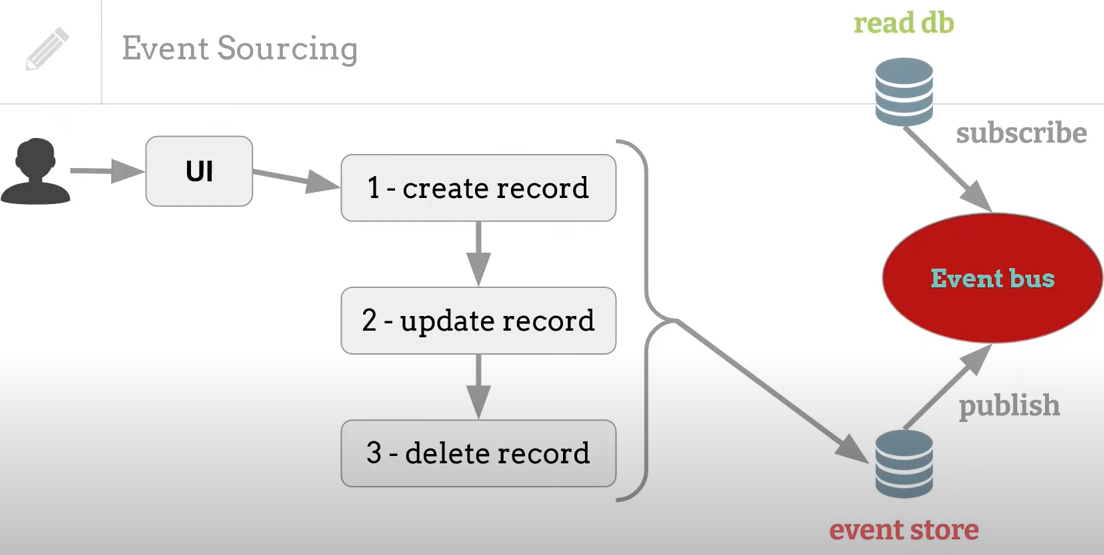 Event Sourcing
read db
subscribe
UI
1 - create record
2 - update record
3 - delete record
Event bus
publish
event store